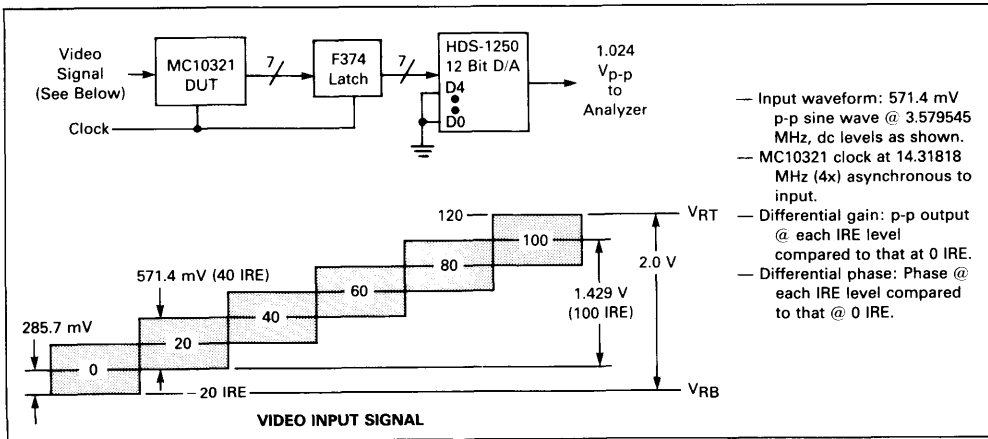 Video
Signal
(See Below)
MC10321
DUT
7
F374
Latch
7
HDS-1250
12 Bit D/A
D4
D0
1.024
Vp-p
to
Analyzer
Clock
— Input waveform: 571.4 mV
p-p sine wave @ 3.579545
MHz, dc levels as shown.
— MC10321 clock at 14.31818
MHz (4x) asynchronous to
input.
— Differential gain: p-p output
@ each IRE level
compared to that at 0 IRE.
— Differential phase: Phase @
each IRE level compared
to that @ 0 IRE.
120
VRT
100
2.0 V
571.4 mV (40 IRE)
80
60
1.429 V
(100 IRE)
285.7 mV
40
20
0
−20 IRE
VRB
VIDEO INPUT SIGNAL